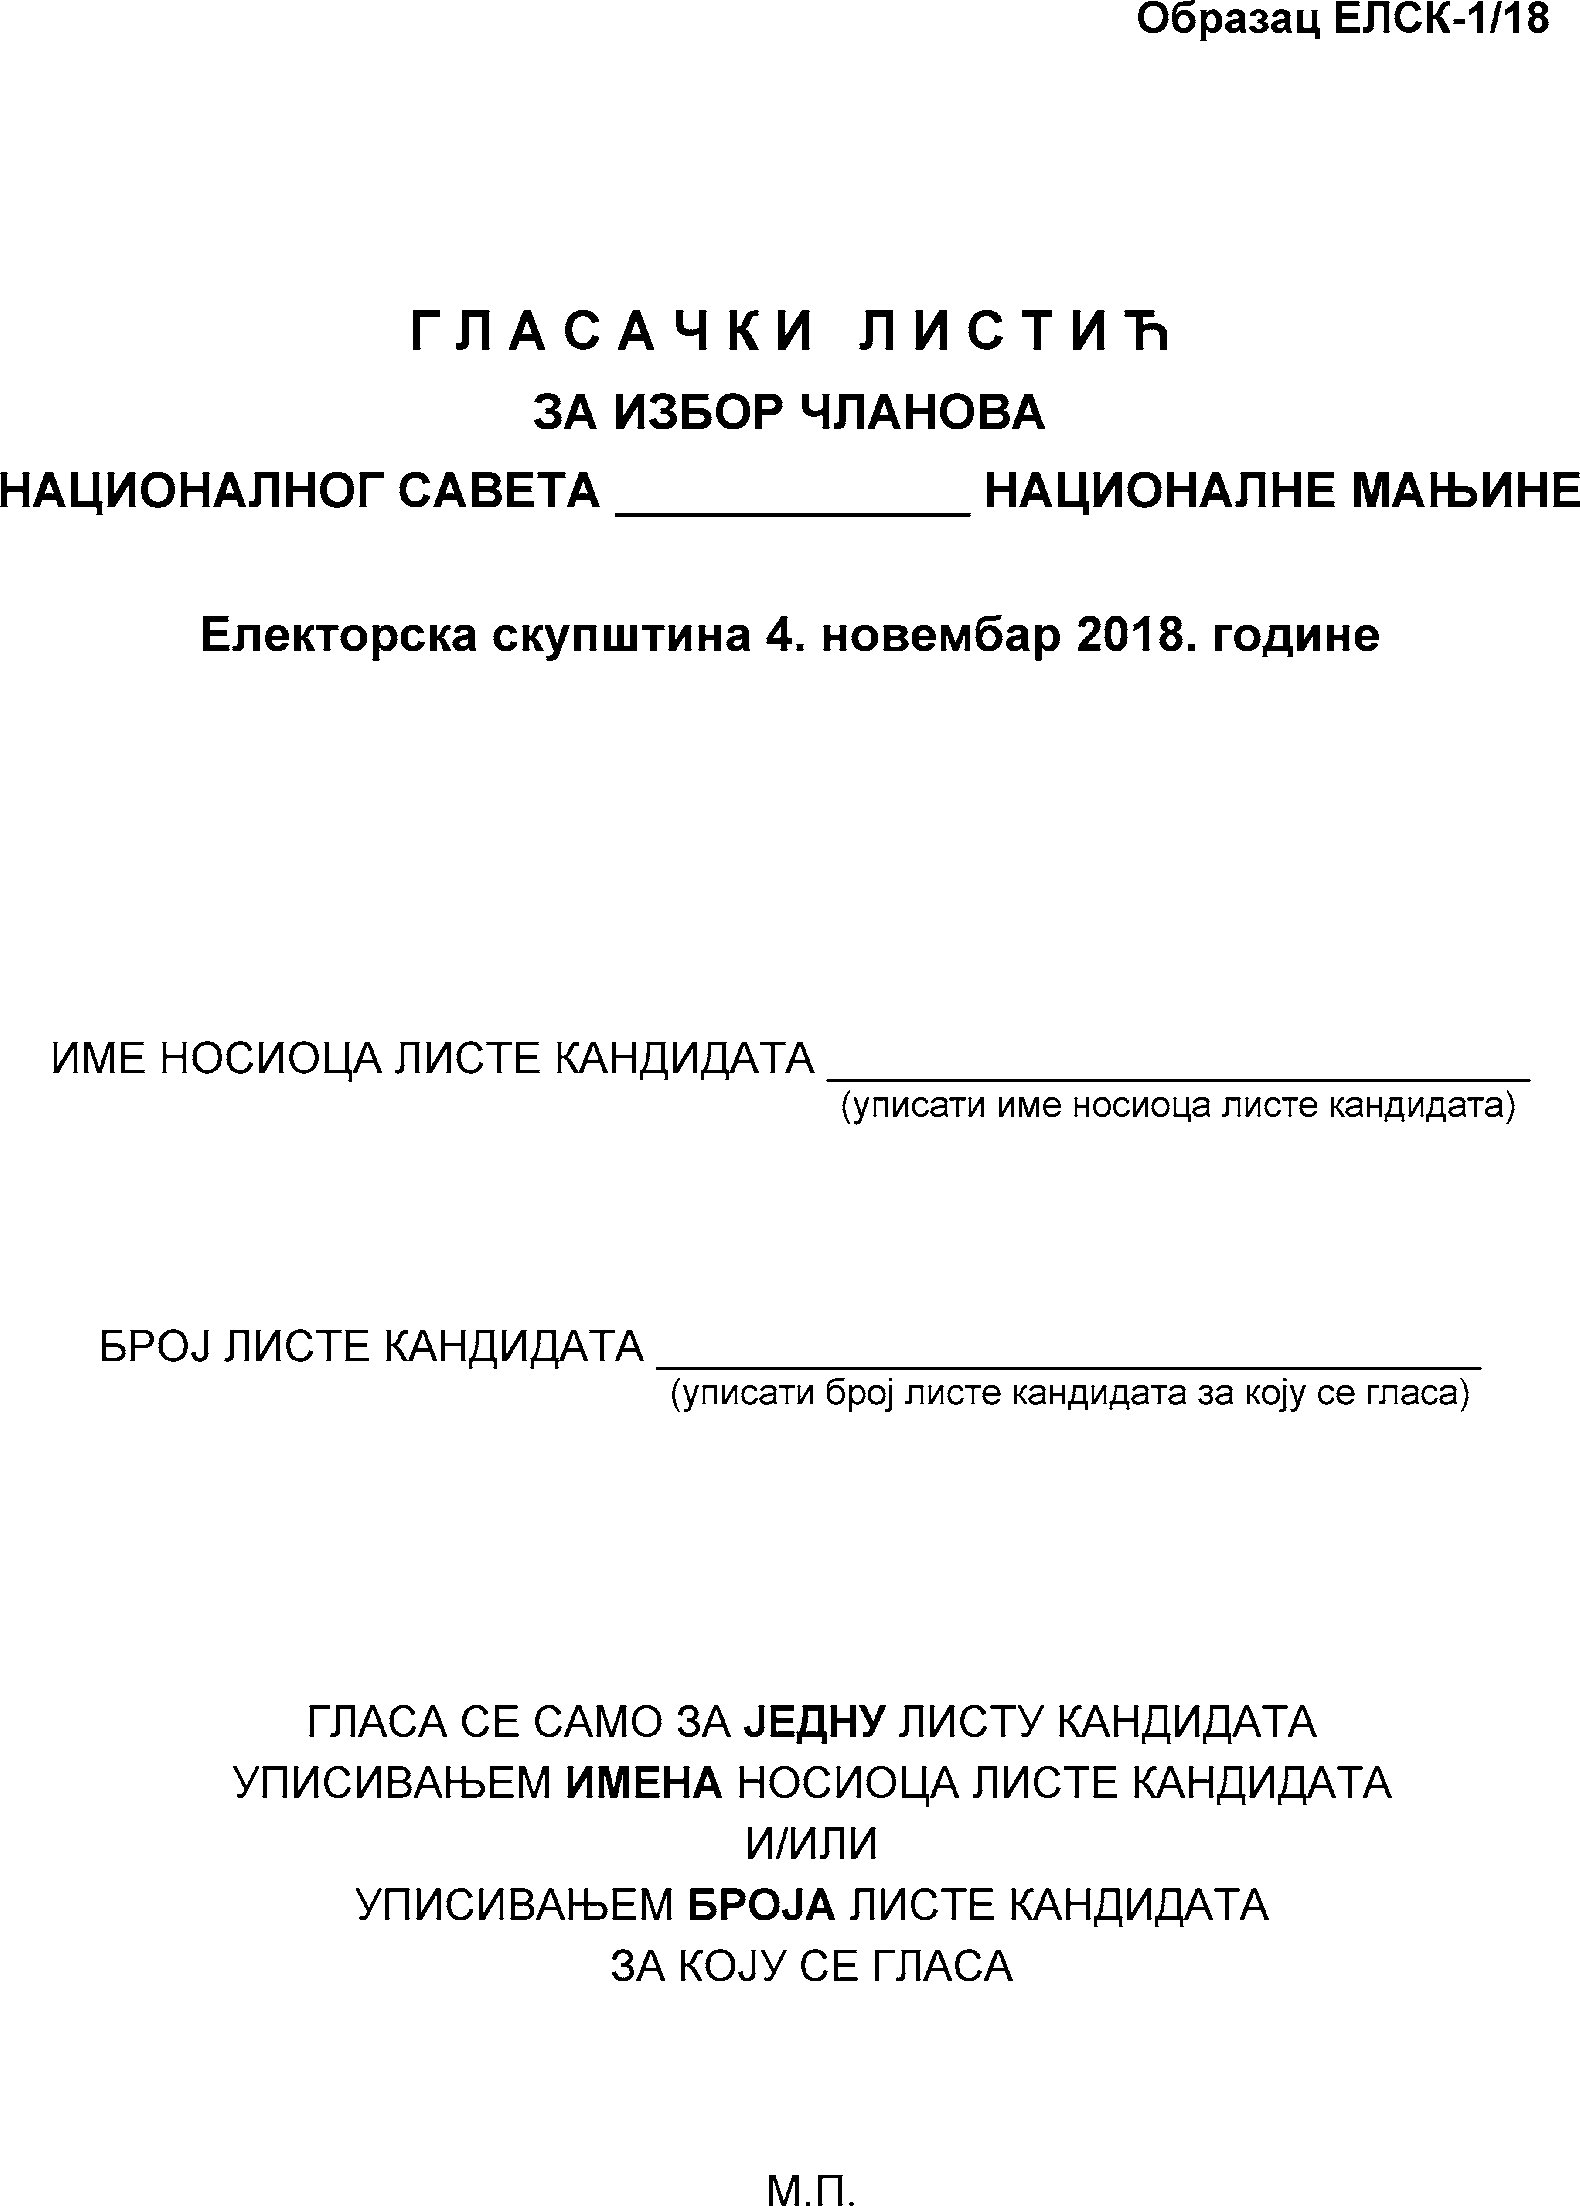 Образац ЕЛСК-1/18
Г Л А С А Ч К И Л И С Т И Ћ
ЗА ИЗБОР ЧЛАНОВА
НАЦИОНАЛНОГ САВЕТА ______________ НАЦИОНАЛНЕ МАЊИНЕ
Електорска скупштина 4. новембар 2018. године
ИМЕ НОСИОЦА ЛИСТЕ КАНДИДАТА ______________________________
(уписати име носиоца листе кандидата)
БРОЈ ЛИСТЕ КАНДИДАТА ___________________________________
(уписати број листе кандидата за коју се гласа)
ГЛАСА СЕ САМО ЗА ЈЕДНУ ЛИСТУ КАНДИДАТА
УПИСИВАЊЕМ ИМЕНА НОСИОЦА ЛИСТЕ КАНДИДАТА
И/ИЛИ
УПИСИВАЊЕМ БРОЈА ЛИСТЕ КАНДИДАТА
ЗА КОЈУ СЕ ГЛАСА
М.П.